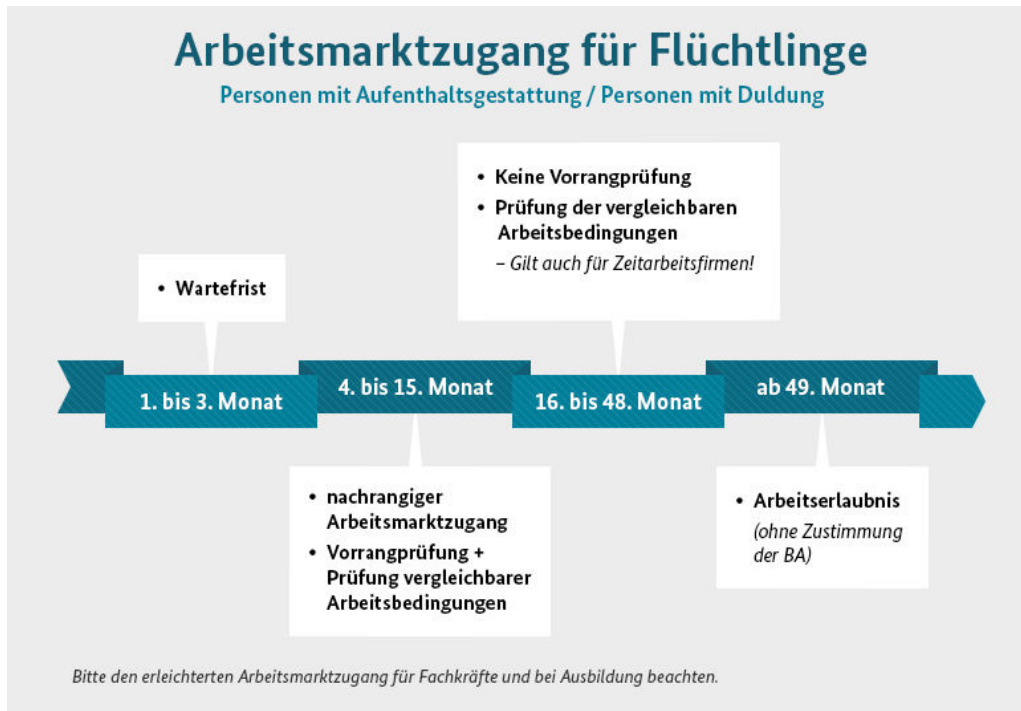 Arbeitsmarktzugang für Flüchtlinge
Personen mit Aufenthaltsgestattung / Personen mit Duldung
• Wartefrist
1. bis 3. Monat
4. bis 15. Monat
• nachrangiger
Arbeitsmarktzugang
• Vorrangprüfung +
Prüfung vergleichbarer
Arbeitsbedingungen
• Keine Vorrangprüfung
• Prüfung der vergleichbaren
Arbeitsbedingungen
– Gilt auch für Zeitarbeitsfirmen!
16. bis 48. Monat
ab 49. Monat
• Arbeitserlaubnis
(ohne Zustimmung
der BA)
Bitte den erleichterten Arbeitsmarktzugang für Fachkräfte und bei Ausbildung beachten.